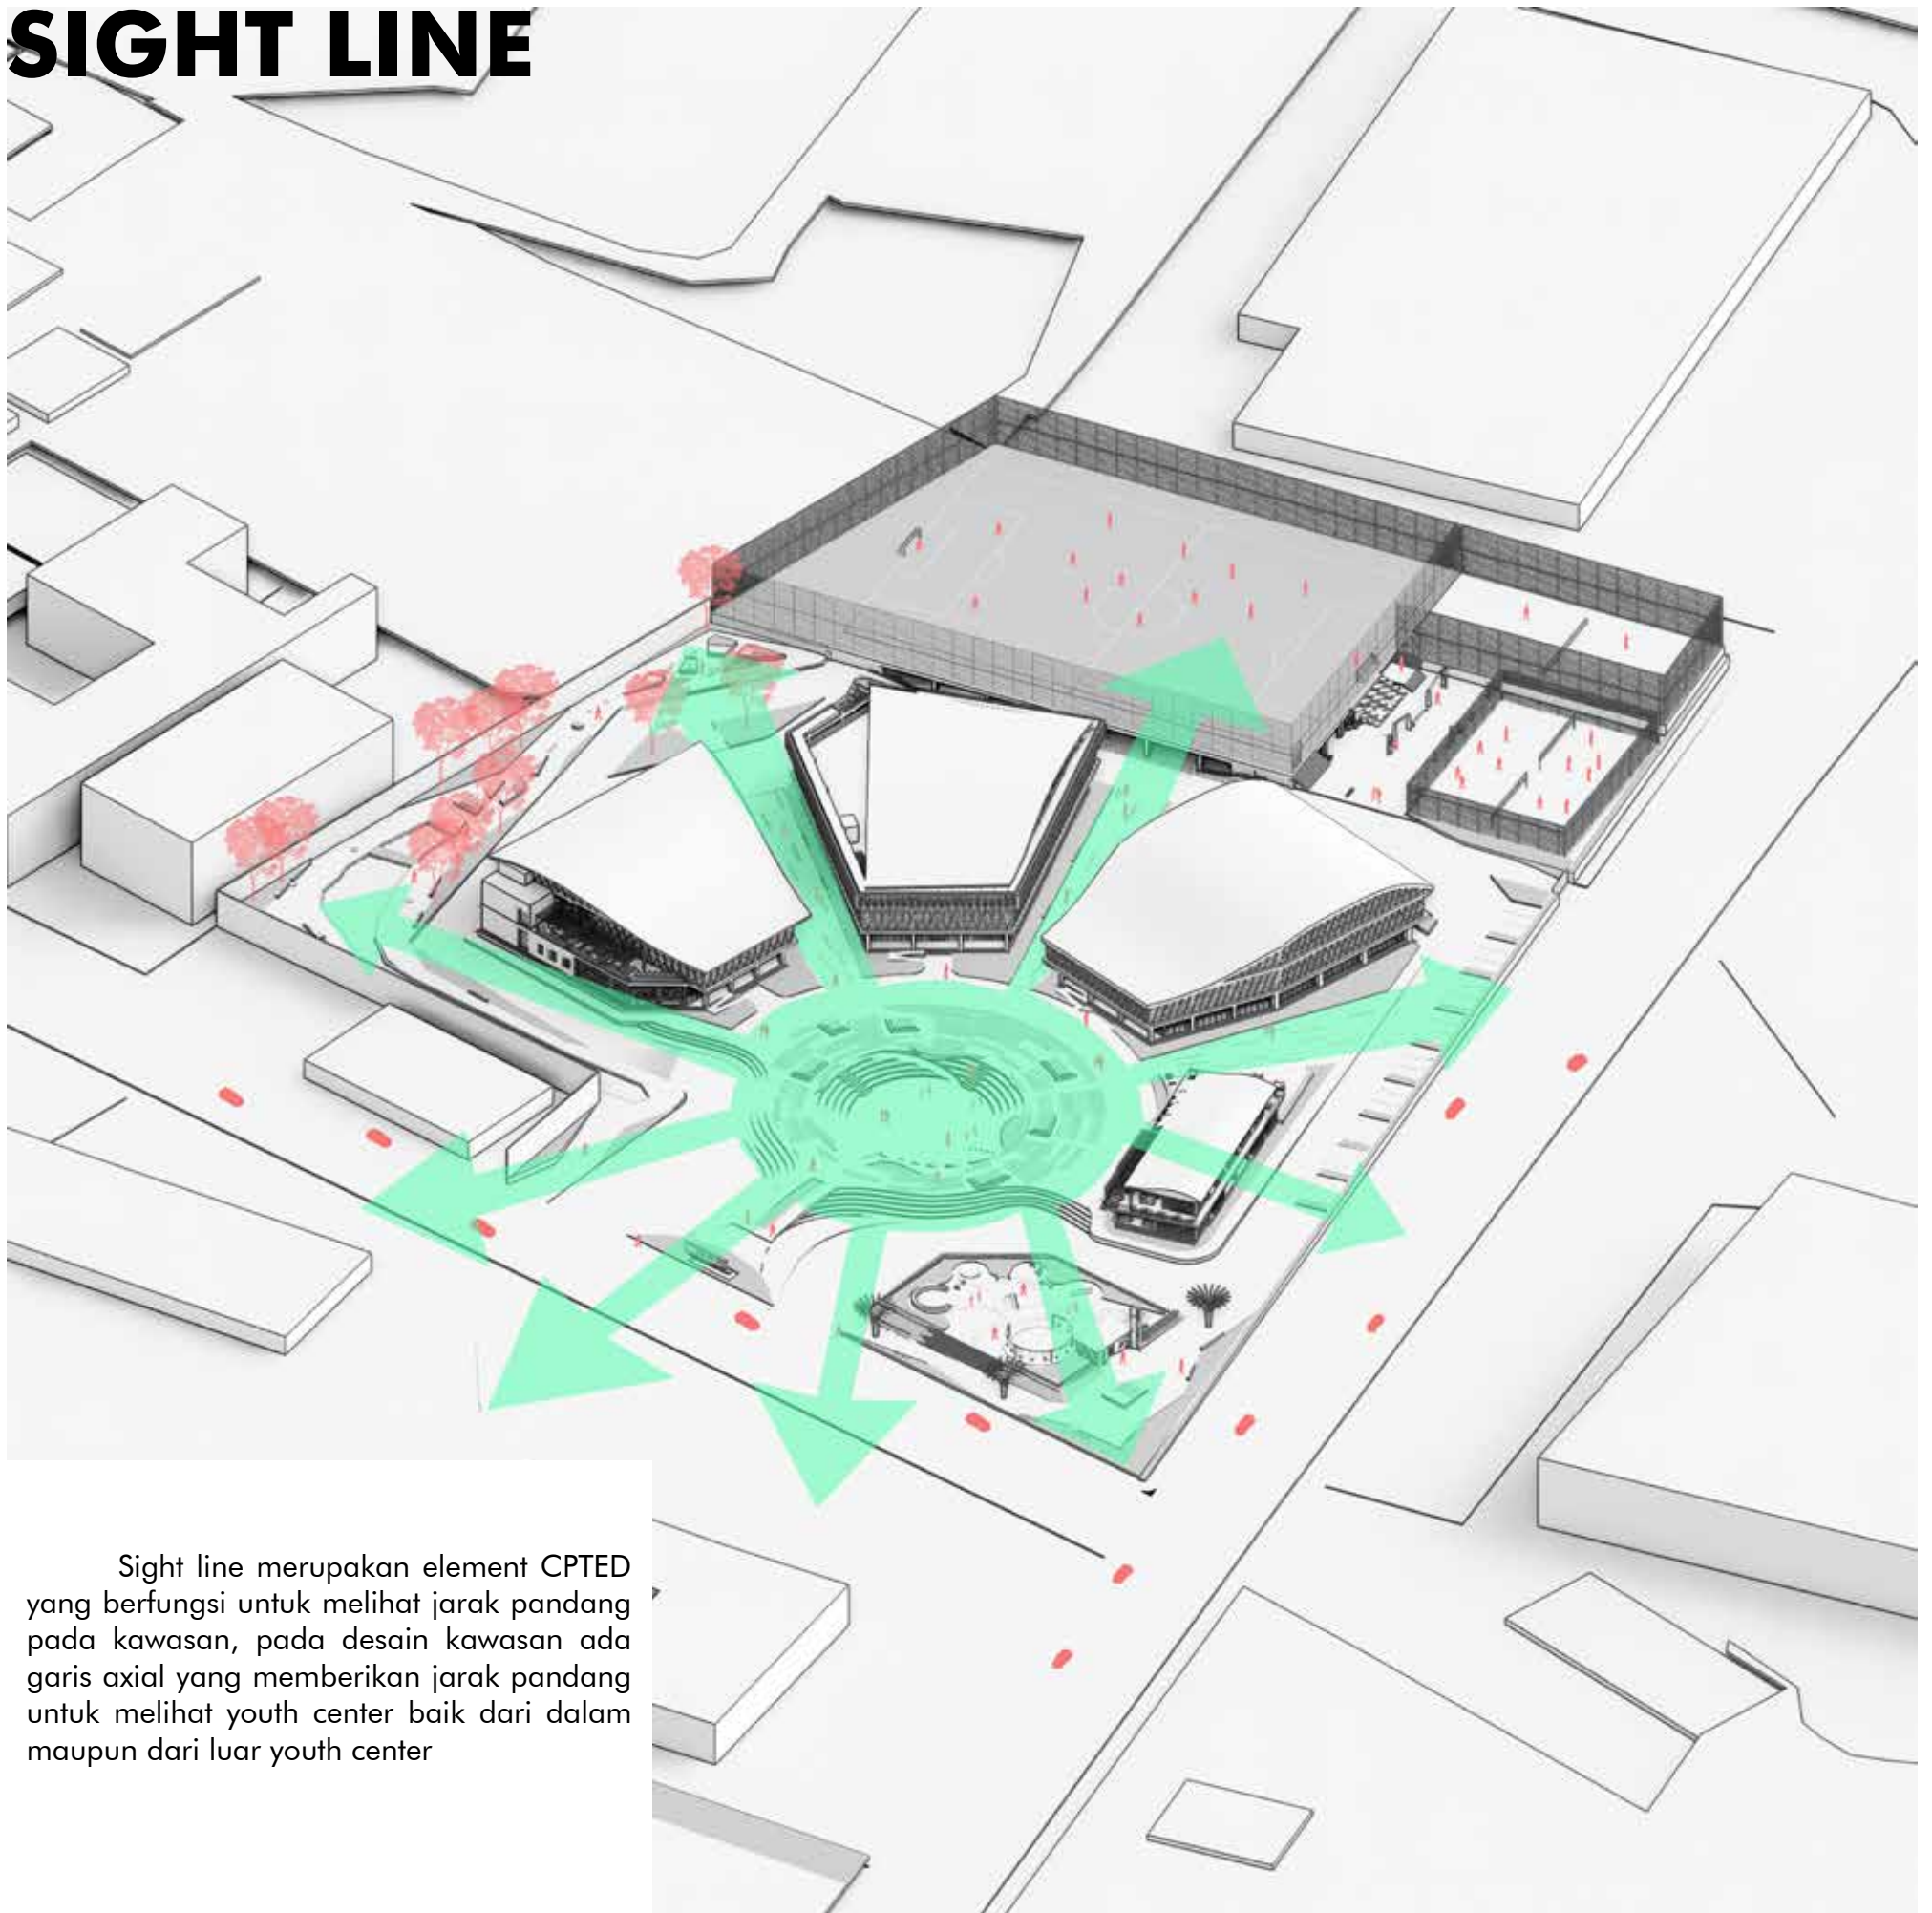 SIGHT LINE
Sight line merupakan element CPTED
yang berfungsi untuk melihat jarak pandang
pada kawasan, pada desain kawasan ada
garis axial yang memberikan jarak pandang
untuk melihat youth center baik dari dalam
maupun dari luar youth center